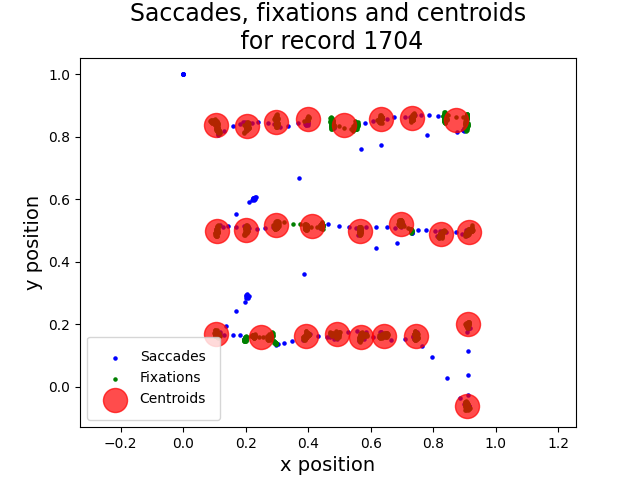 Saccades, fixations and centroids
for record 1704
1.0
0.8
0.6
0.4
0.2
0.0
y position
Saccades
Fixations
Centroids
−0.2
0.0
0.2
0.4
0.6
0.8
1.0
1.2
x position